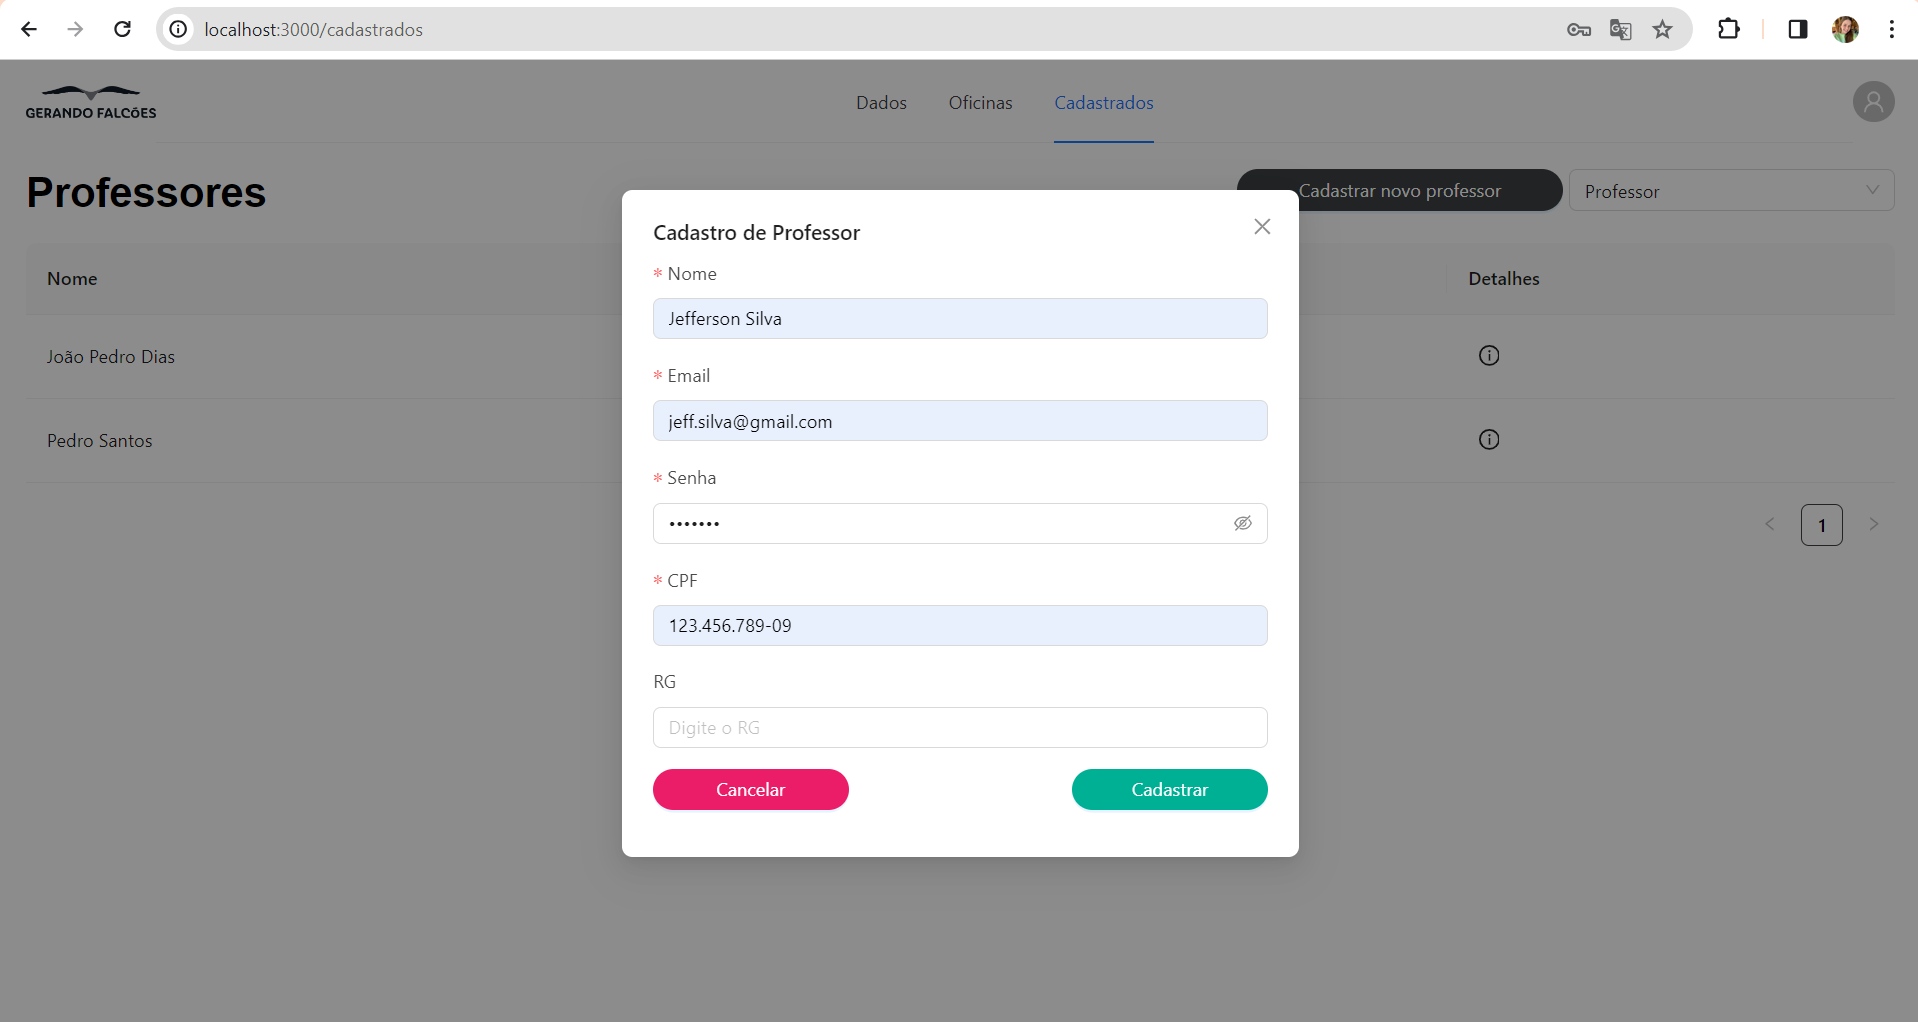 localhost:3000/cadastrados
GERANDO FALCÕES
Dados
Oficinas
Cadastrados
Professores
Cadastrar novo professor
Professor
Nome
Detalhes
João Pedro Dias
Pedro Santos
1
Cadastro de Professor
* Nome
Jefferson Silva
* Email
jeff.silva@gmail.com
* Senha
•••••••
* CPF
123.456.789-09
RG
Digite o RG
Cancelar
Cadastrar